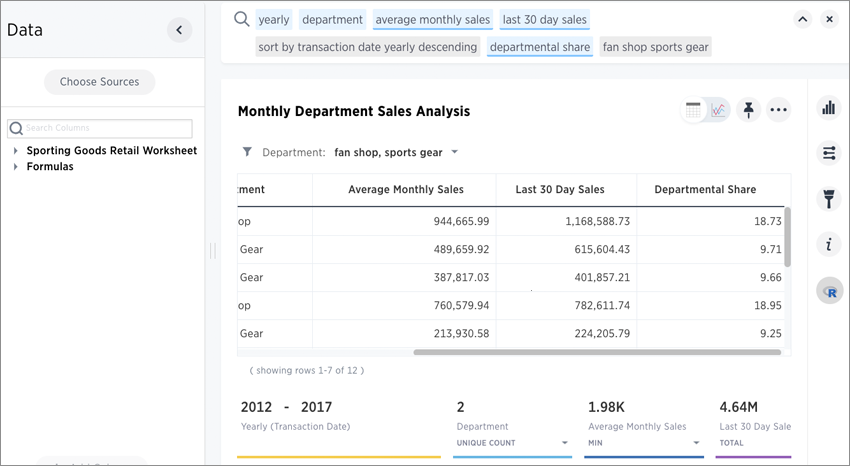 Data
Choose Sources
Search Columns
Sporting Goods Retail Worksheet
Formulas
yearly department average monthly sales last 30 day sales
sort by transaction date yearly descending departmental share fan shop sports gear
Monthly Department Sales Analysis
Department: fan shop, sports gear
tment Average Monthly Sales Last 30 Day Sales Departmental Share
op 944,665.99 1,168,588.73 18.73
Gear 489,659.92 615,604.43 9.71
Gear 387,817.03 401,857.21 9.66
op 760,579.94 782,611.74 18.95
Gear 213,930.58 224,205.79 9.25
( showing rows 1-7 of 12 )
2012 - 2017 2 1.98K 4.64M
Yearly (Transaction Date) Department Average Monthly Sales Last 30 Day Sale
UNIQUE COUNT MIN TOTAL
i
R